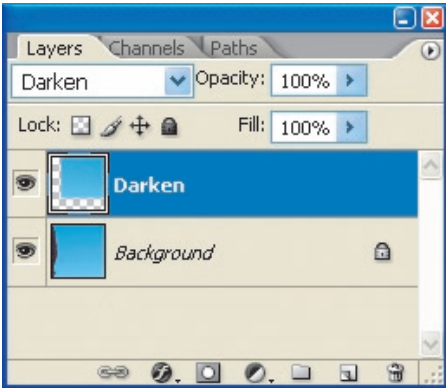 Layers Channels Paths
Darken Opacity: 100%
Lock: Fill: 100%
Darken
Background